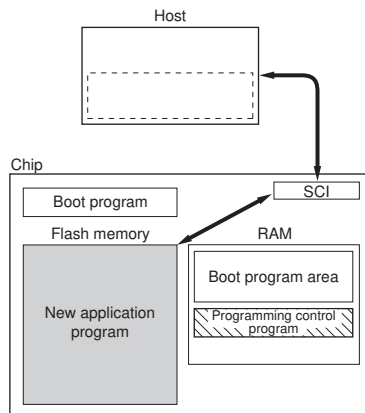 Host
Chip
SCI
Boot program
Flash memory
RAM
New application
program
Boot program area
Programming control
program